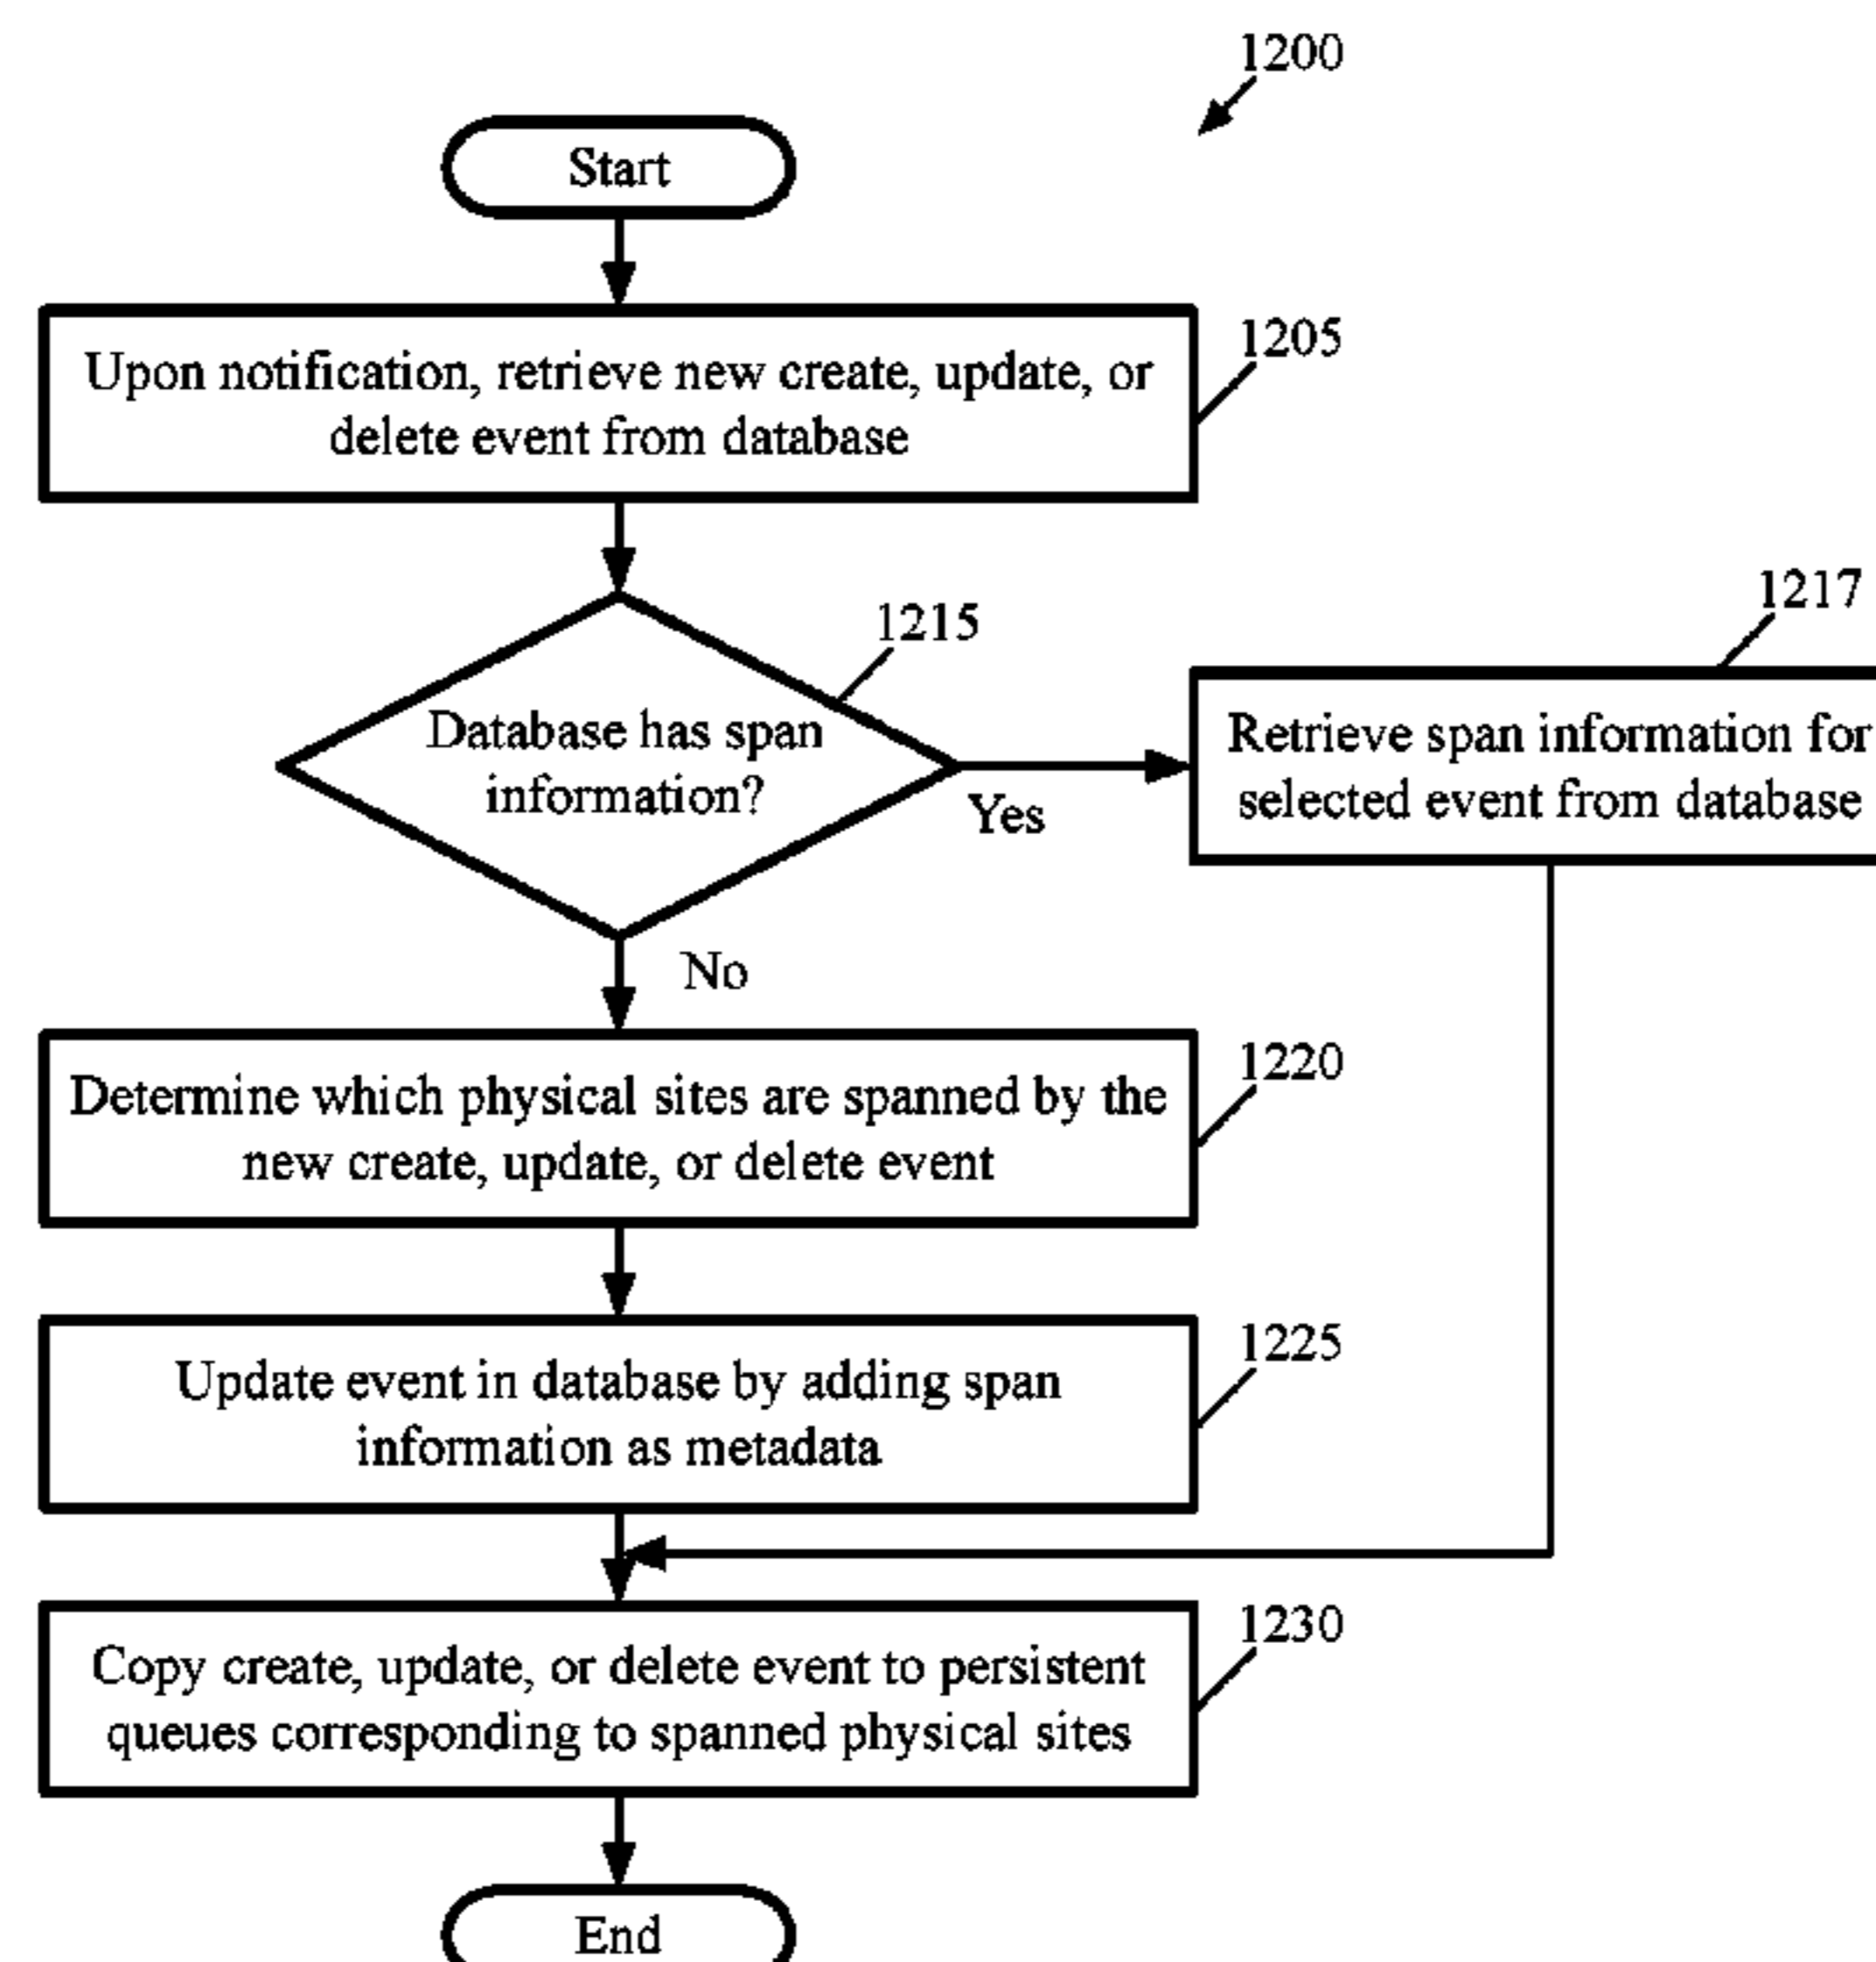 1200
Start
Upon notification, retrieve new create, update, or
delete event from database
1205
1215
Database has span
information?
Yes
1217
Retrieve span information for
selected event from database
No
Determine which physical sites are spanned by the
new create, update, or delete event
1220
Update event in database by adding span
information as metadata
1225
Copy create, update, or delete event to persistent
queues corresponding to spanned physical sites
1230
End